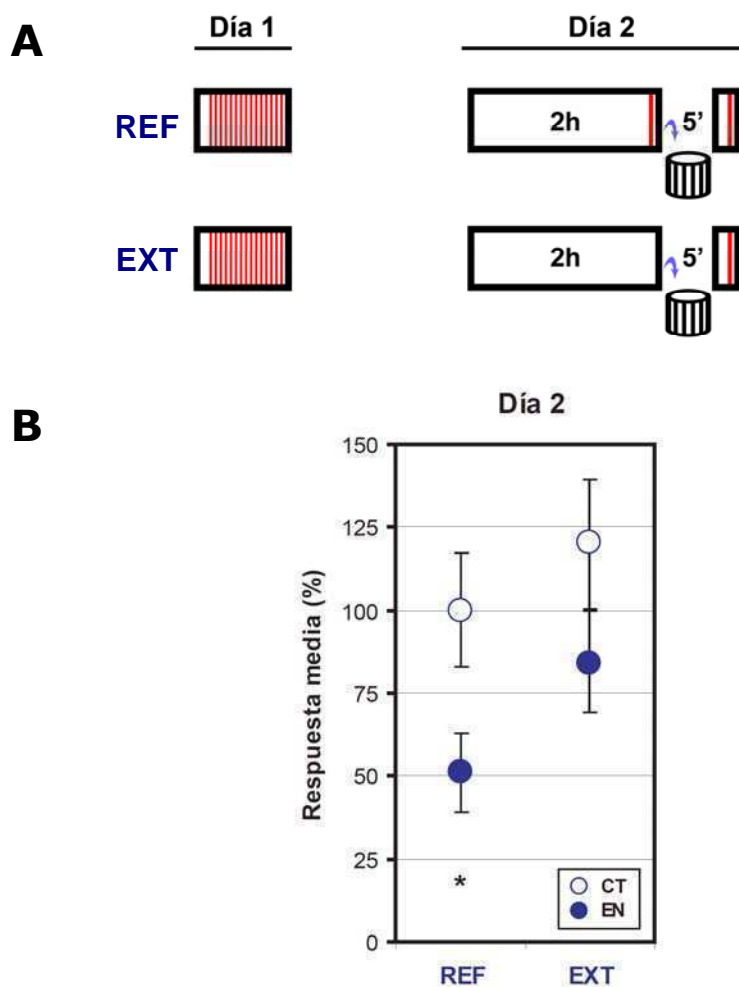 A
Día 1
Día 2
REF
2h
5'
EXT
2h
5'
B
Día 2
Respuesta media (%)
150
125
100
75
50
25
0
*
CT
EN
REF
EXT